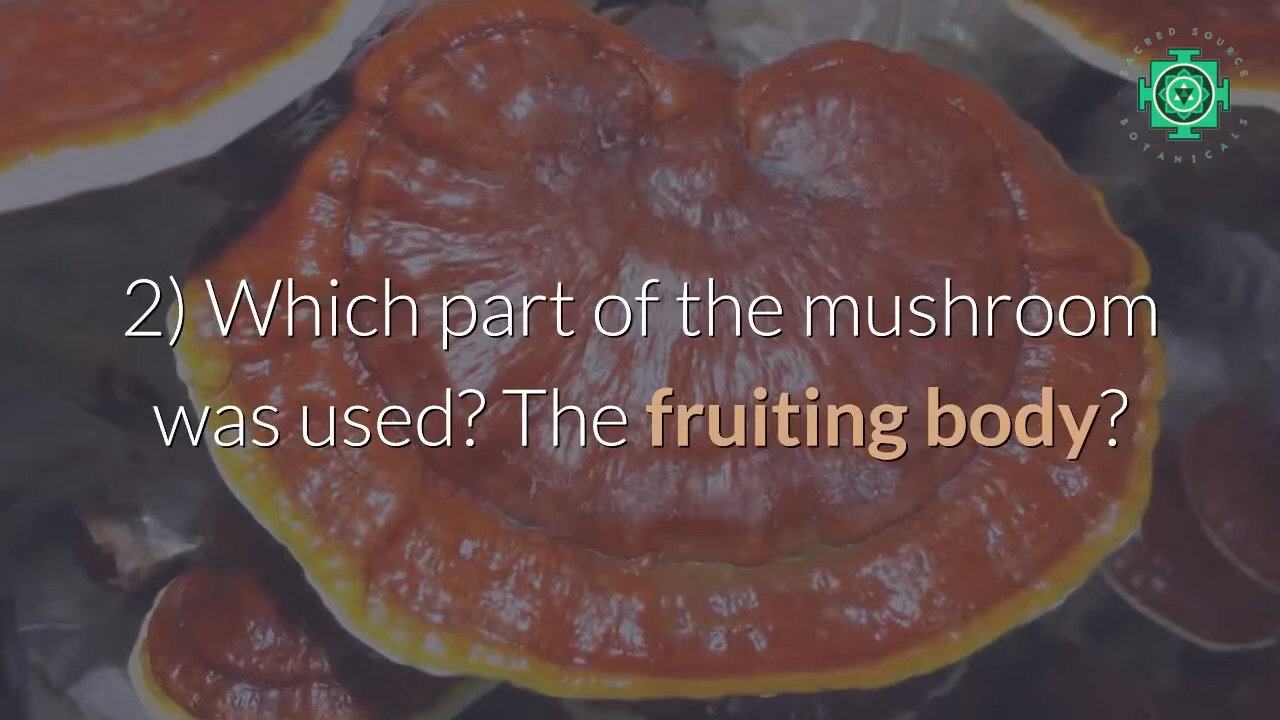 SACRED SOURCE
BOTANICALS
2) Which part of the mushroom
was used? The fruiting body?